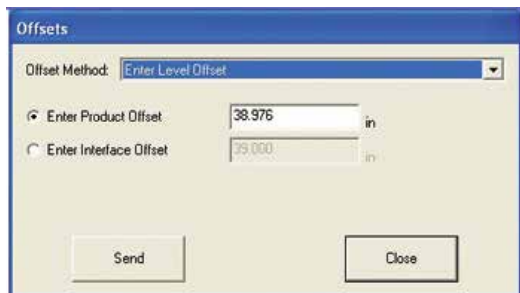 Offsets
Offset Method: Enter Level Offset
Enter Product Offset 38.976 in
Enter Interface Offset 39.000 in
Send Close